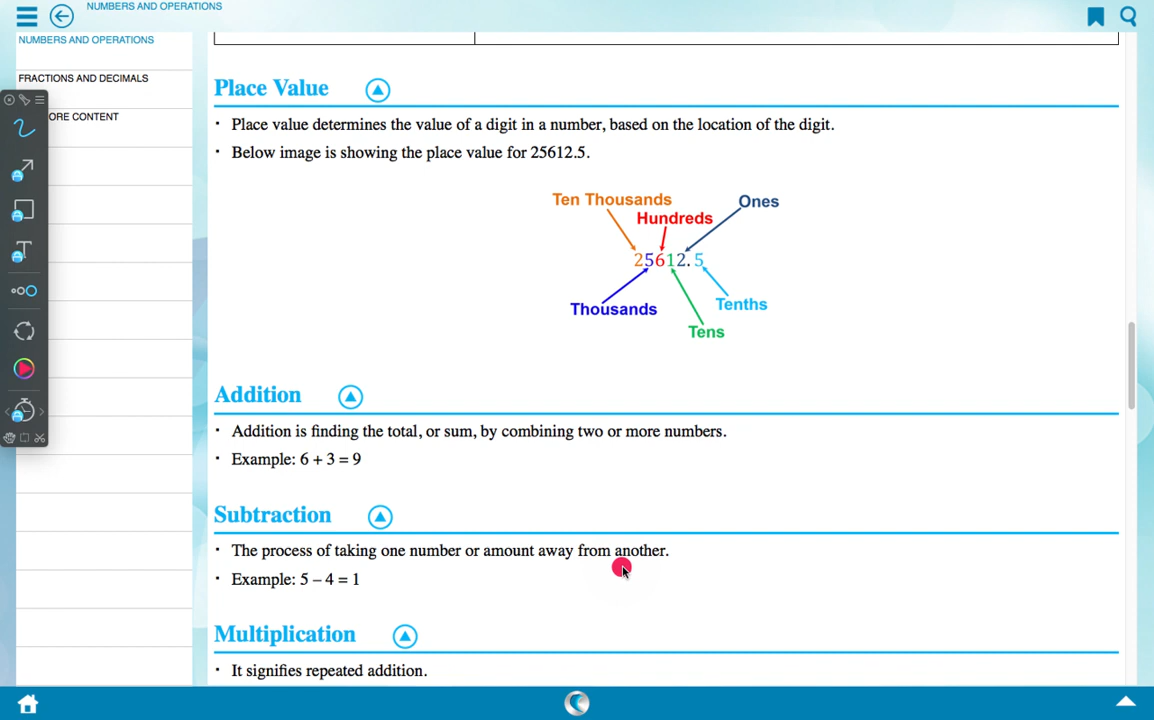 NUMBERS AND OPERATIONS
NUMBERS AND OPERATIONS
FRACTIONS AND DECIMALS
ORE CONTENT
Place Value
· Place value determines the value of a digit in a number, based on the location of the digit.
· Below image is showing the place value for 25612.5.
Ten Thousands
Ones
Hundreds
25612.5
Thousands
Tenths
Tens
Addition
· Addition is finding the total, or sum, by combining two or more numbers.
· Example: 6 + 3 = 9
Subtraction
· The process of taking one number or amount away from another.
· Example: 5 – 4 = 1
Multiplication
· It signifies repeated addition.